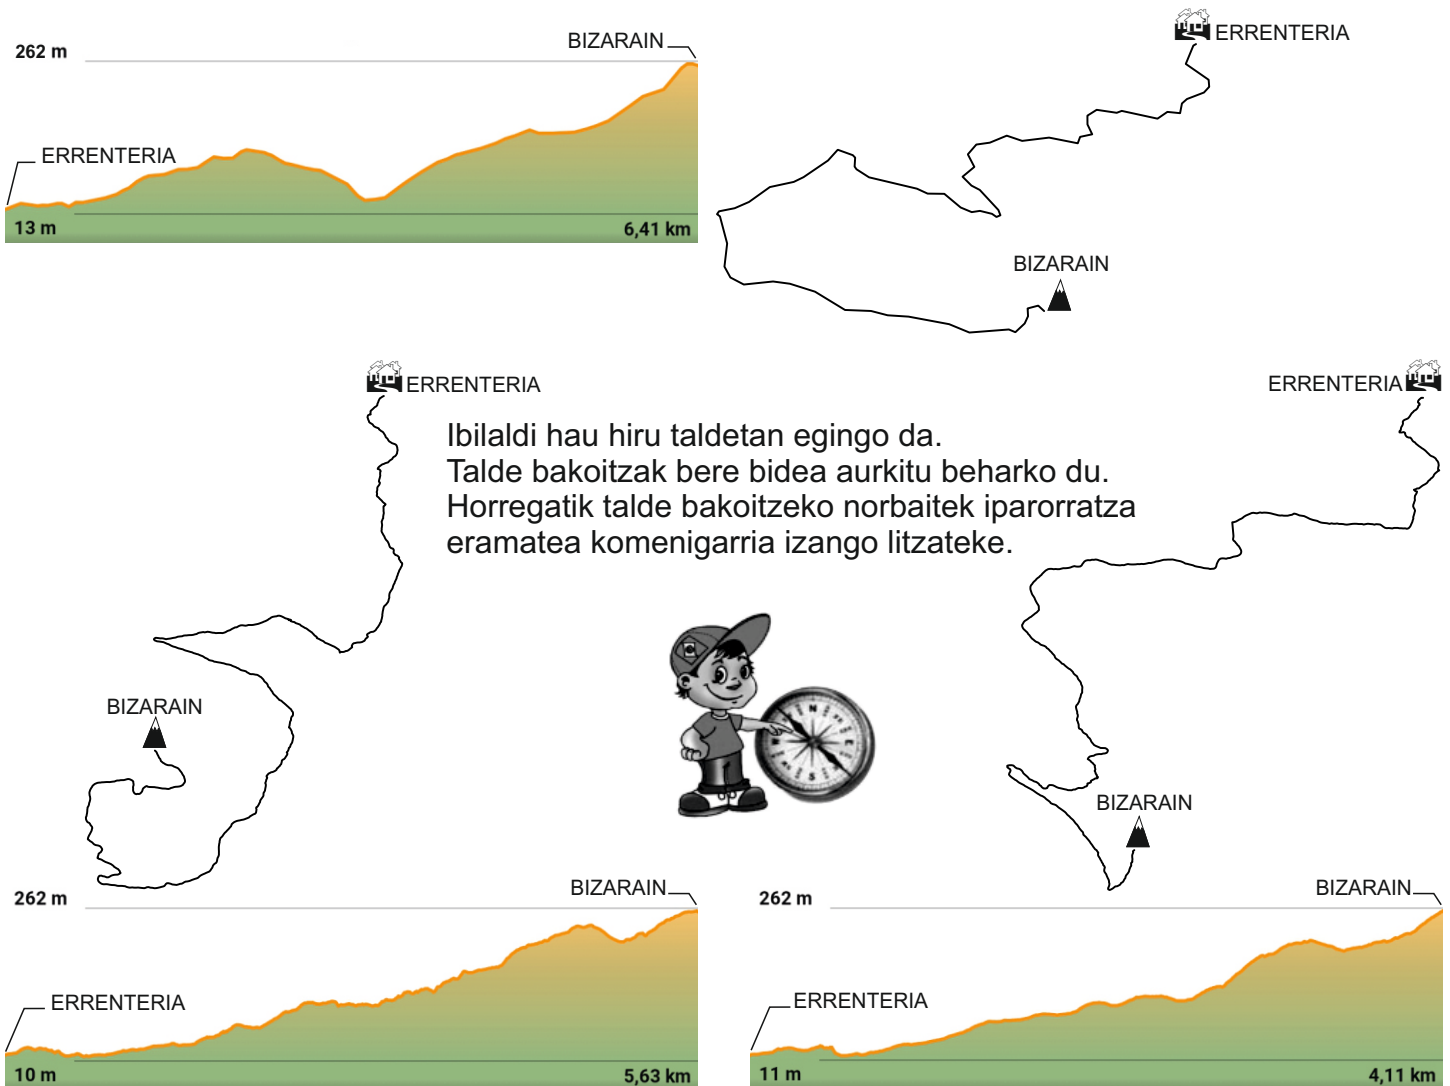 262 m
BIZARAIN
ERRENTERIA
13 m
6,41 km
ERRENTERIA
BIZARAIN
ERRENTERIA
ERRENTERIA
Ibilaldi hau hiru taldetan egingo da.
Talde bakoitzak bere bidea aurkitu beharko du.
Horregatik talde bakoitzeko norbaitek iparorratza
eramatea komenigarria izango litzateke.
BIZARAIN
N
E
S
BIZARAIN
262 m
BIZARAIN
ERRENTERIA
10 m
5,63 km
262 m
BIZARAIN
ERRENTERIA
11 m
4,11 km